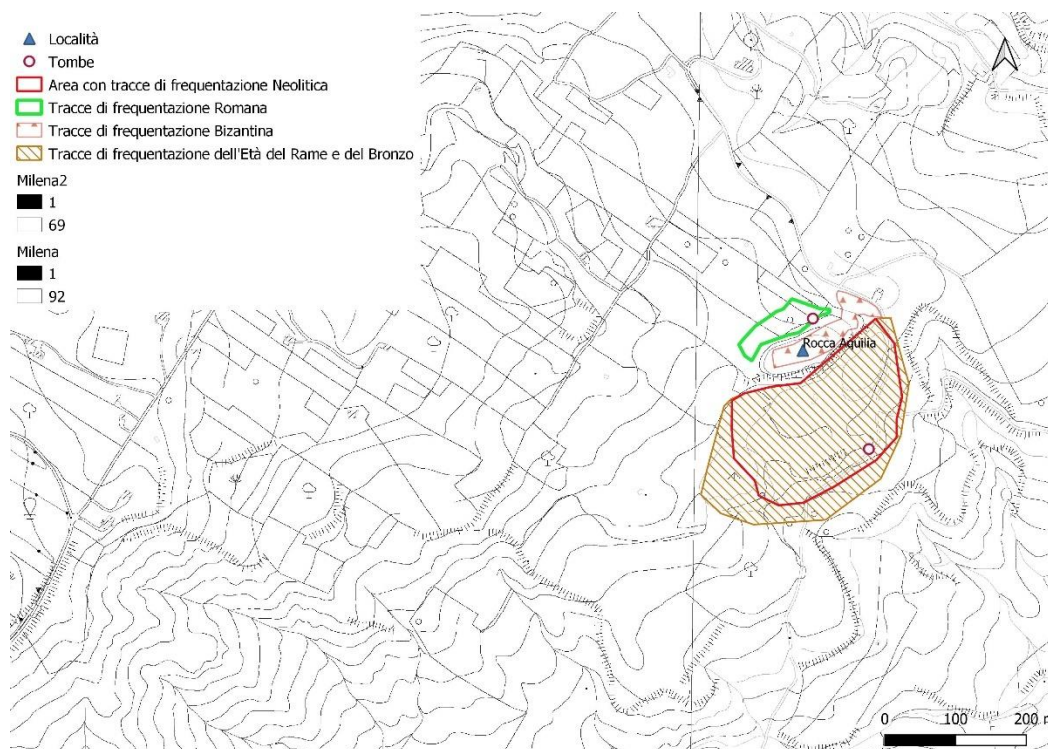 Località
Tombe
Area con tracce di frequentazione Neolitica
Tracce di frequentazione Romana
Tracce di frequentazione Bizantina
Tracce di frequentazione dell'Età del Rame e del Bronzo
Milena2
1
69
Milena
1
92
Rocca Aquilia
0 100 200 m